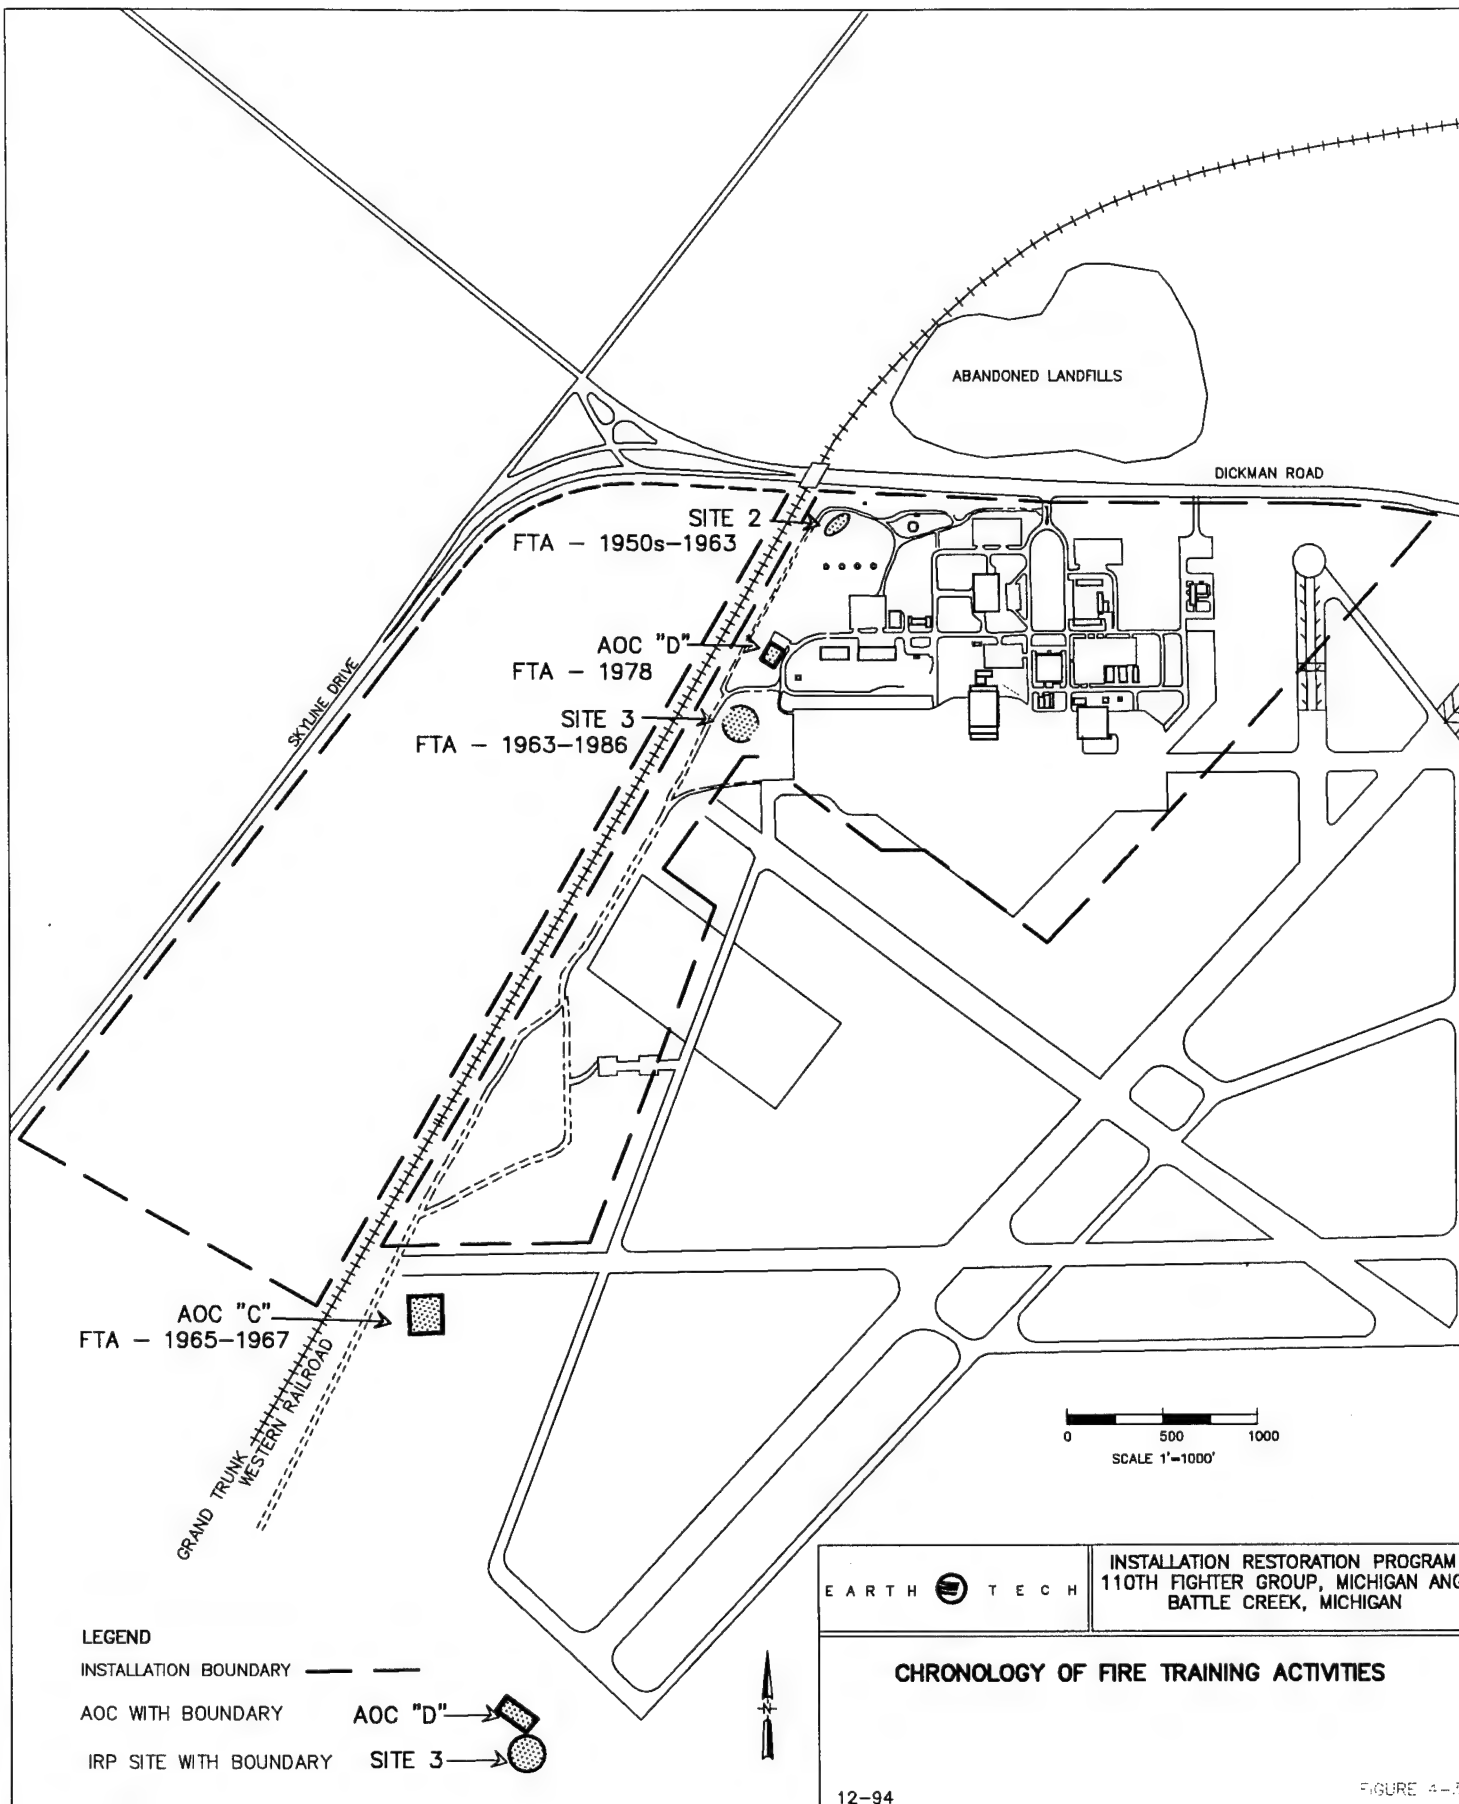 ABANDONED LANDFILLS
DICKMAN ROAD
SITE 2
FTA - 1950s-1963
AOC "D"
FTA - 1978
SITE 3
FTA - 1963-1986
SKYLINE DRIVE
AOC "C"
FTA - 1965-1967
GRAND TRUNK
WESTERN RAILROAD
0 500 1000
SCALE 1'=1000'
EARTH TECH
INSTALLATION RESTORATION PROGRAM
110TH FIGHTER GROUP, MICHIGAN ANG
BATTLE CREEK, MICHIGAN
CHRONOLOGY OF FIRE TRAINING ACTIVITIES
LEGEND
INSTALLATION BOUNDARY
AOC WITH BOUNDARY AOC "D"
IRP SITE WITH BOUNDARY SITE 3
N
12-94
FIGURE